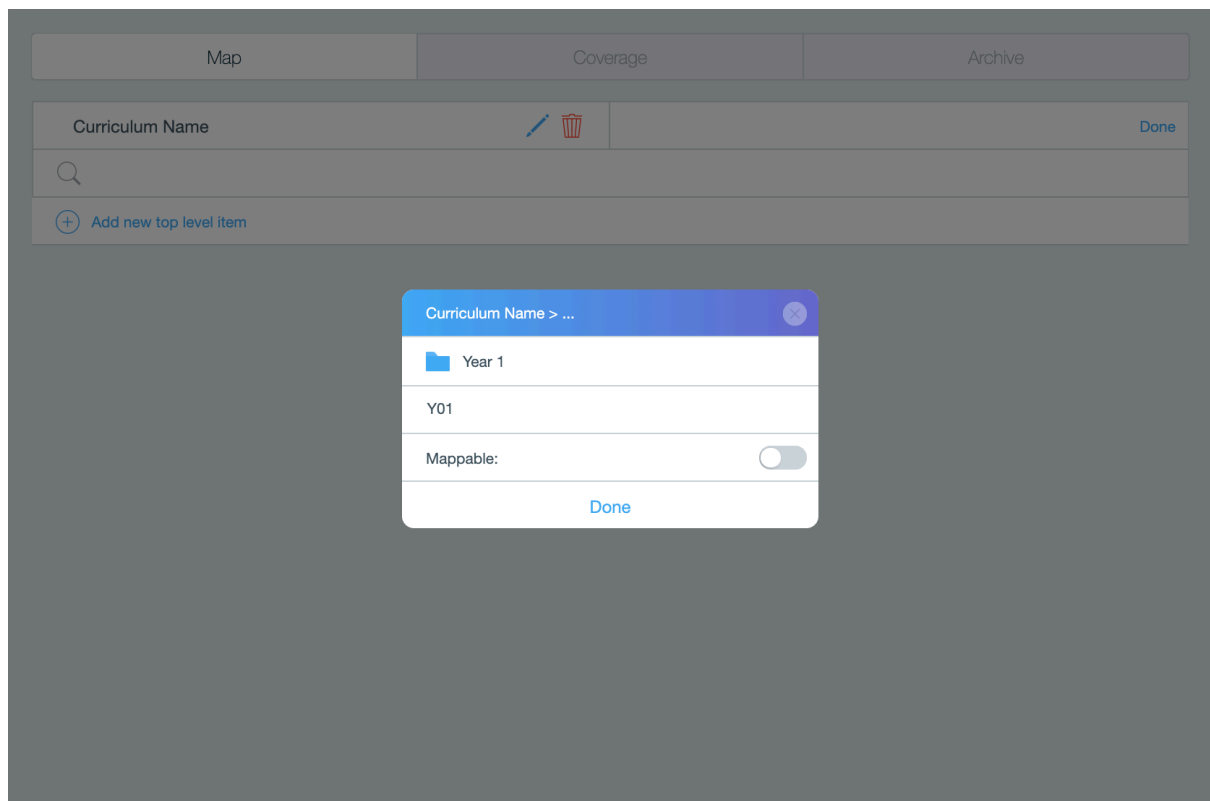 Map
Coverage
Archive
Curriculum Name
Done
Add new top level item
Curriculum Name > ...
Year 1
Y01
Mappable:
Done